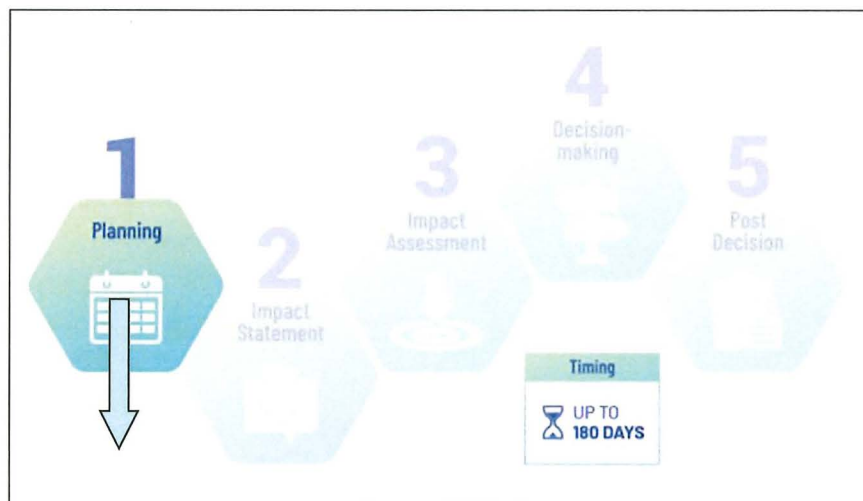 1
Planning
2
Impact
Statement
3
Impact
Assessment
4
Decision-
making
5
Post
Decision
Timing
UP TO
180 DAYS